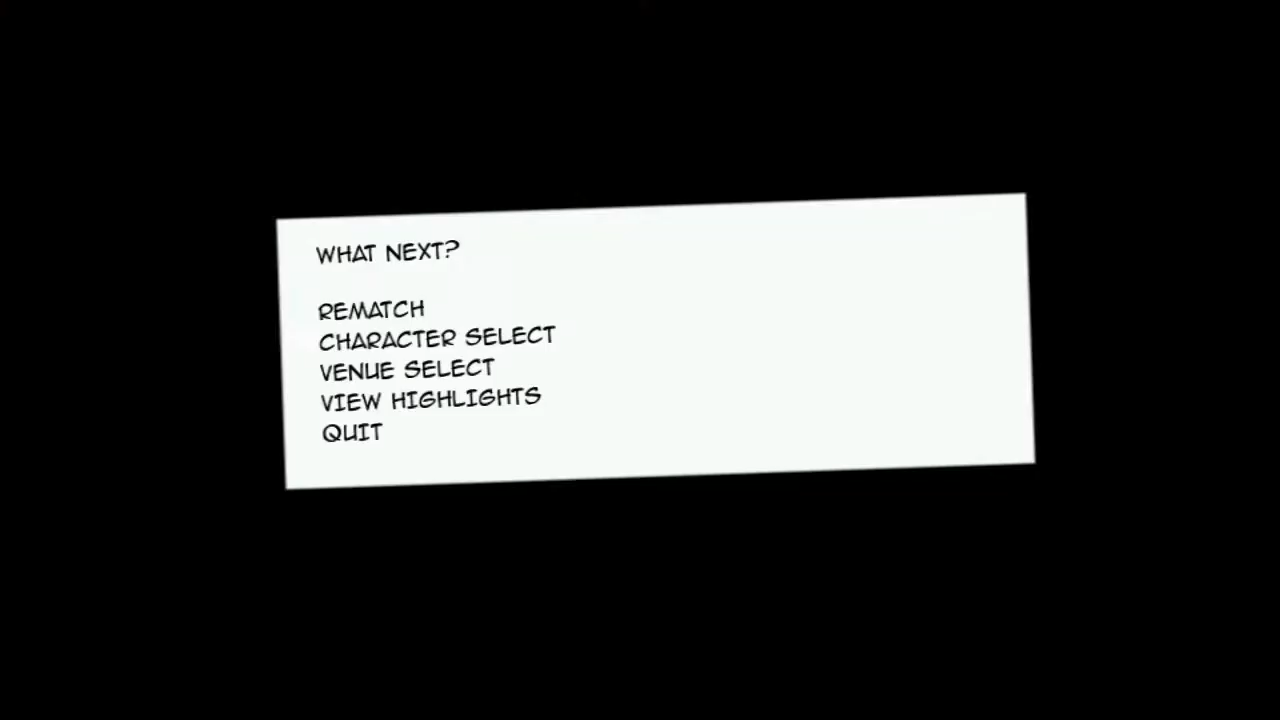 WHAT NEXT?
REMATCH
CHARACTER SELECT
VENUE SELECT
VIEW HIGHLIGHTS
QUIT